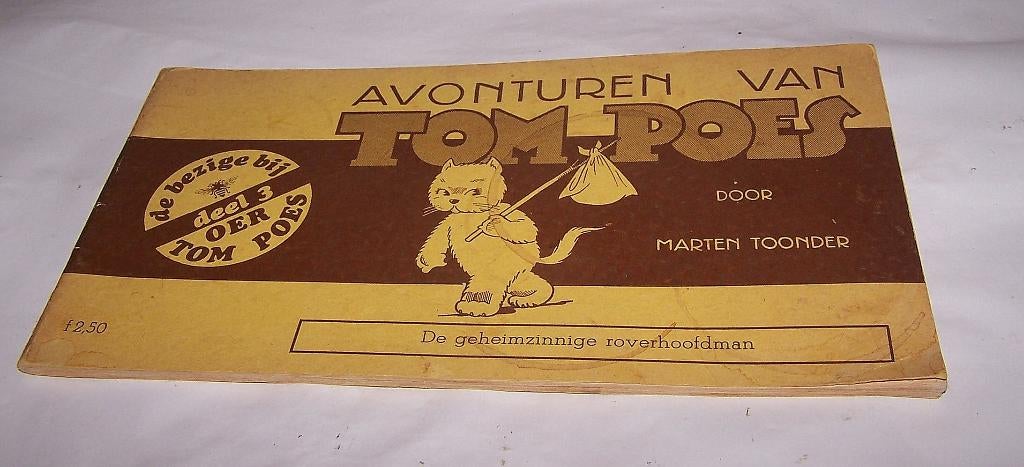 AVONTUREN VAN
TOM POES
DOOR
MARTEN TOONDER
de bezige bij
deel 3
OER
TOM POES
f 2,50
De geheimzinnige roverhoofdman